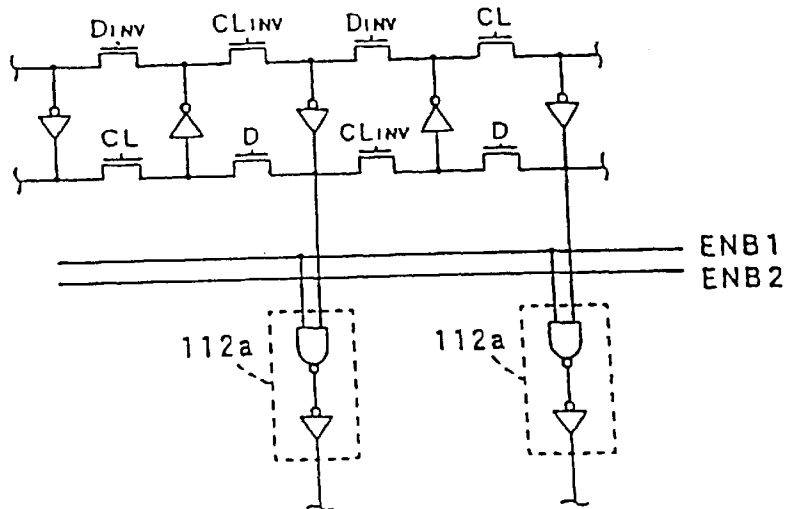 DINV CLINV DINV CL
CL D CLINV D
ENB1
ENB2
112a 112a